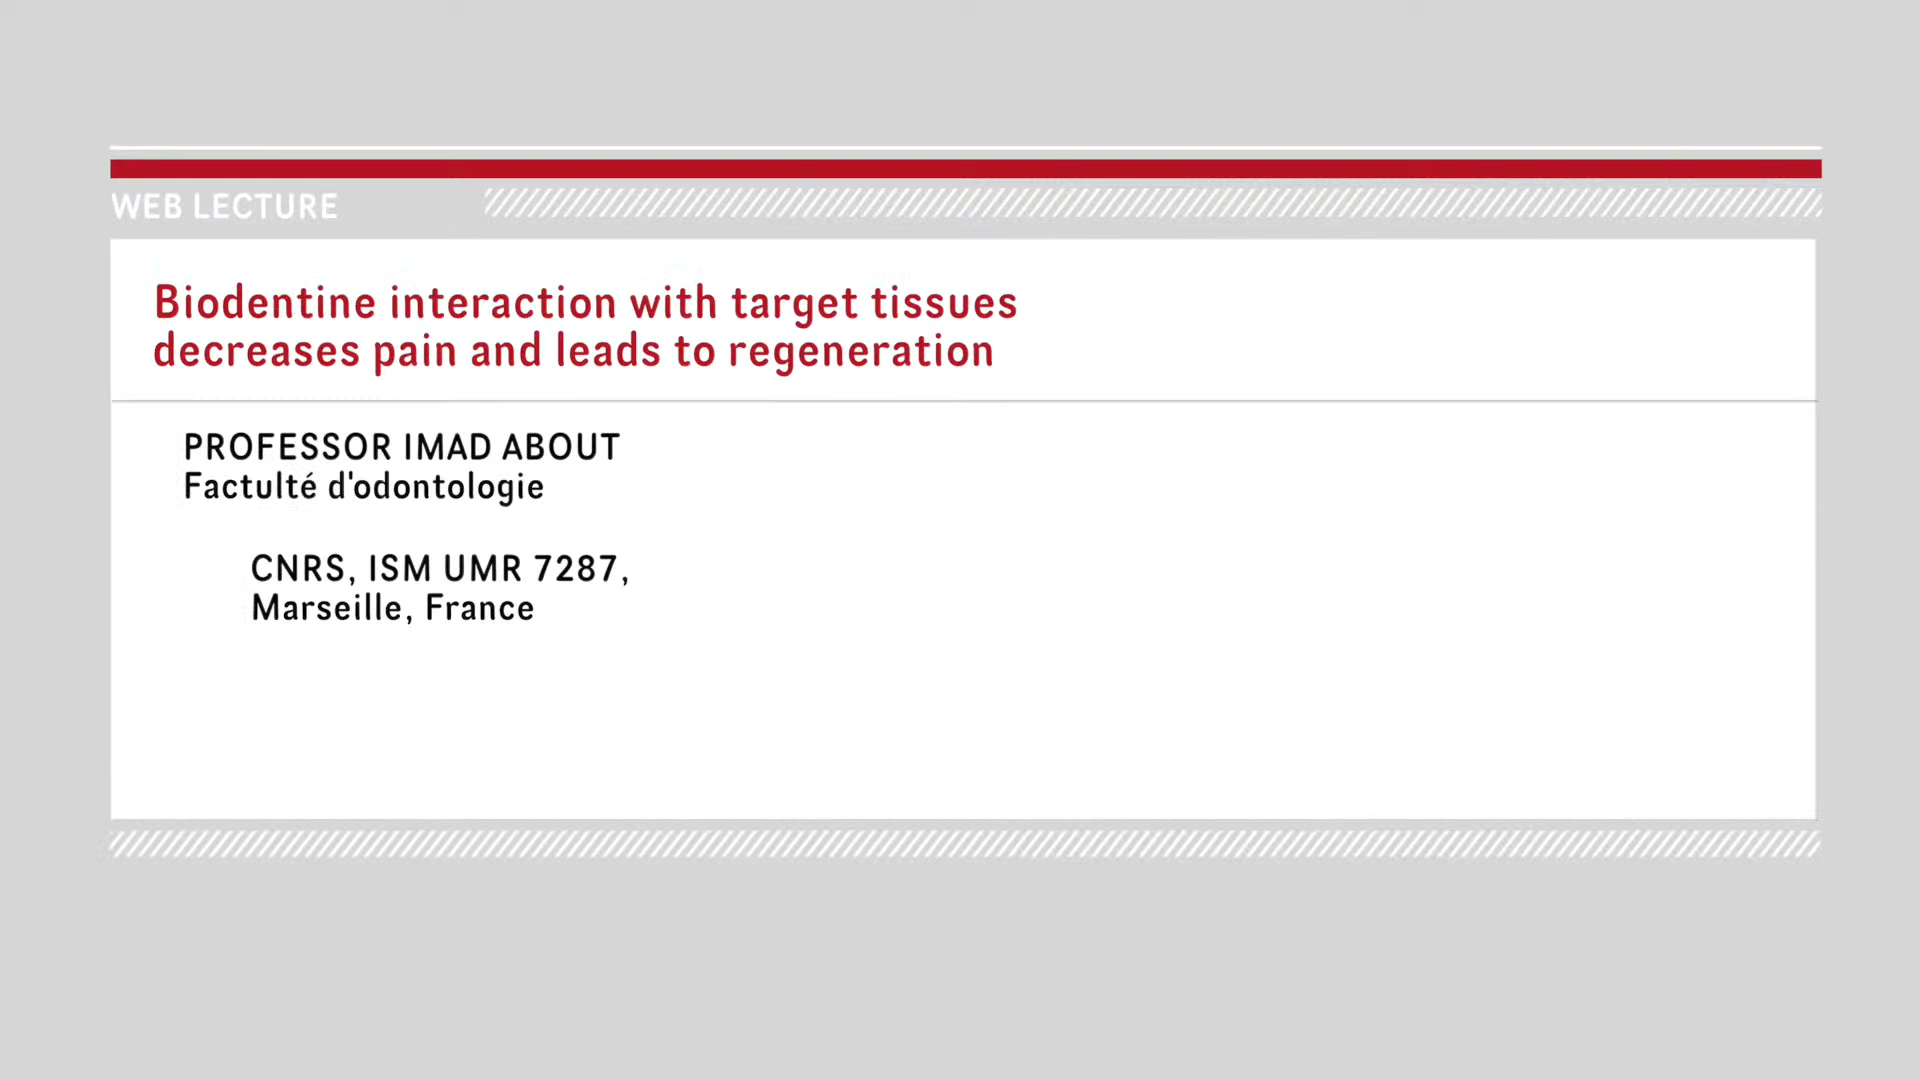 WEB LECTURE
Biodentine interaction with target tissues
decreases pain and leads to regeneration
PROFESSOR IMAD ABOUT
Factulté d'odontologie
CNRS, ISM UMR 7287,
Marseille, France